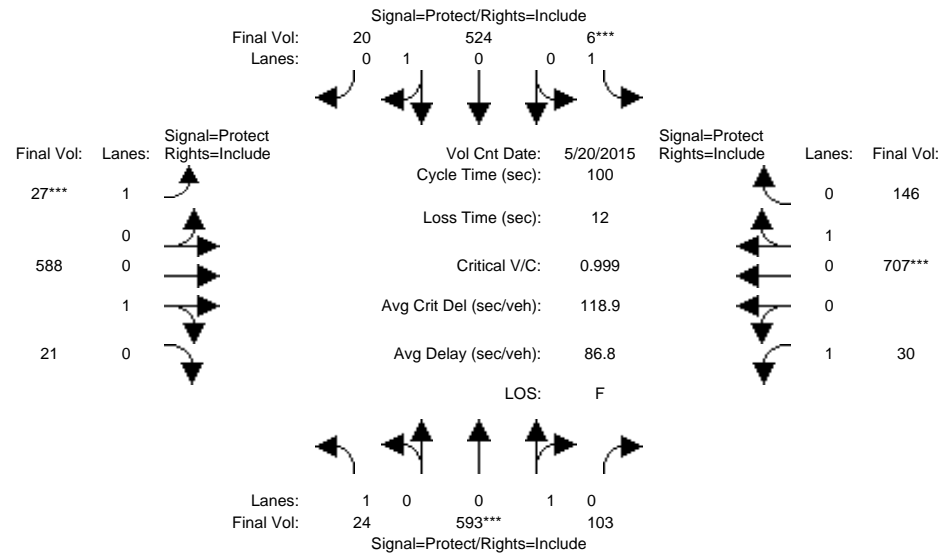 Signal=Protect/Rights=Include
Final Vol: 20 524 6***
Lanes: 0 1 0 0 1
Signal=Protect
Final Vol: Lanes: Rights=Include
Vol Cnt Date: 5/20/2015
Signal=Protect
Rights=Include Lanes: Final Vol:
Cycle Time (sec): 100
27*** 1 0 146
Loss Time (sec): 12
0 1
588 0 Critical V/C: 0.999 0 707***
1 Avg Crit Del (sec/veh): 118.9 0
21 0 Avg Delay (sec/veh): 86.8 1 30
LOS: F
Lanes: 1 0 0 1 0
Final Vol: 24 593*** 103
Signal=Protect/Rights=Include